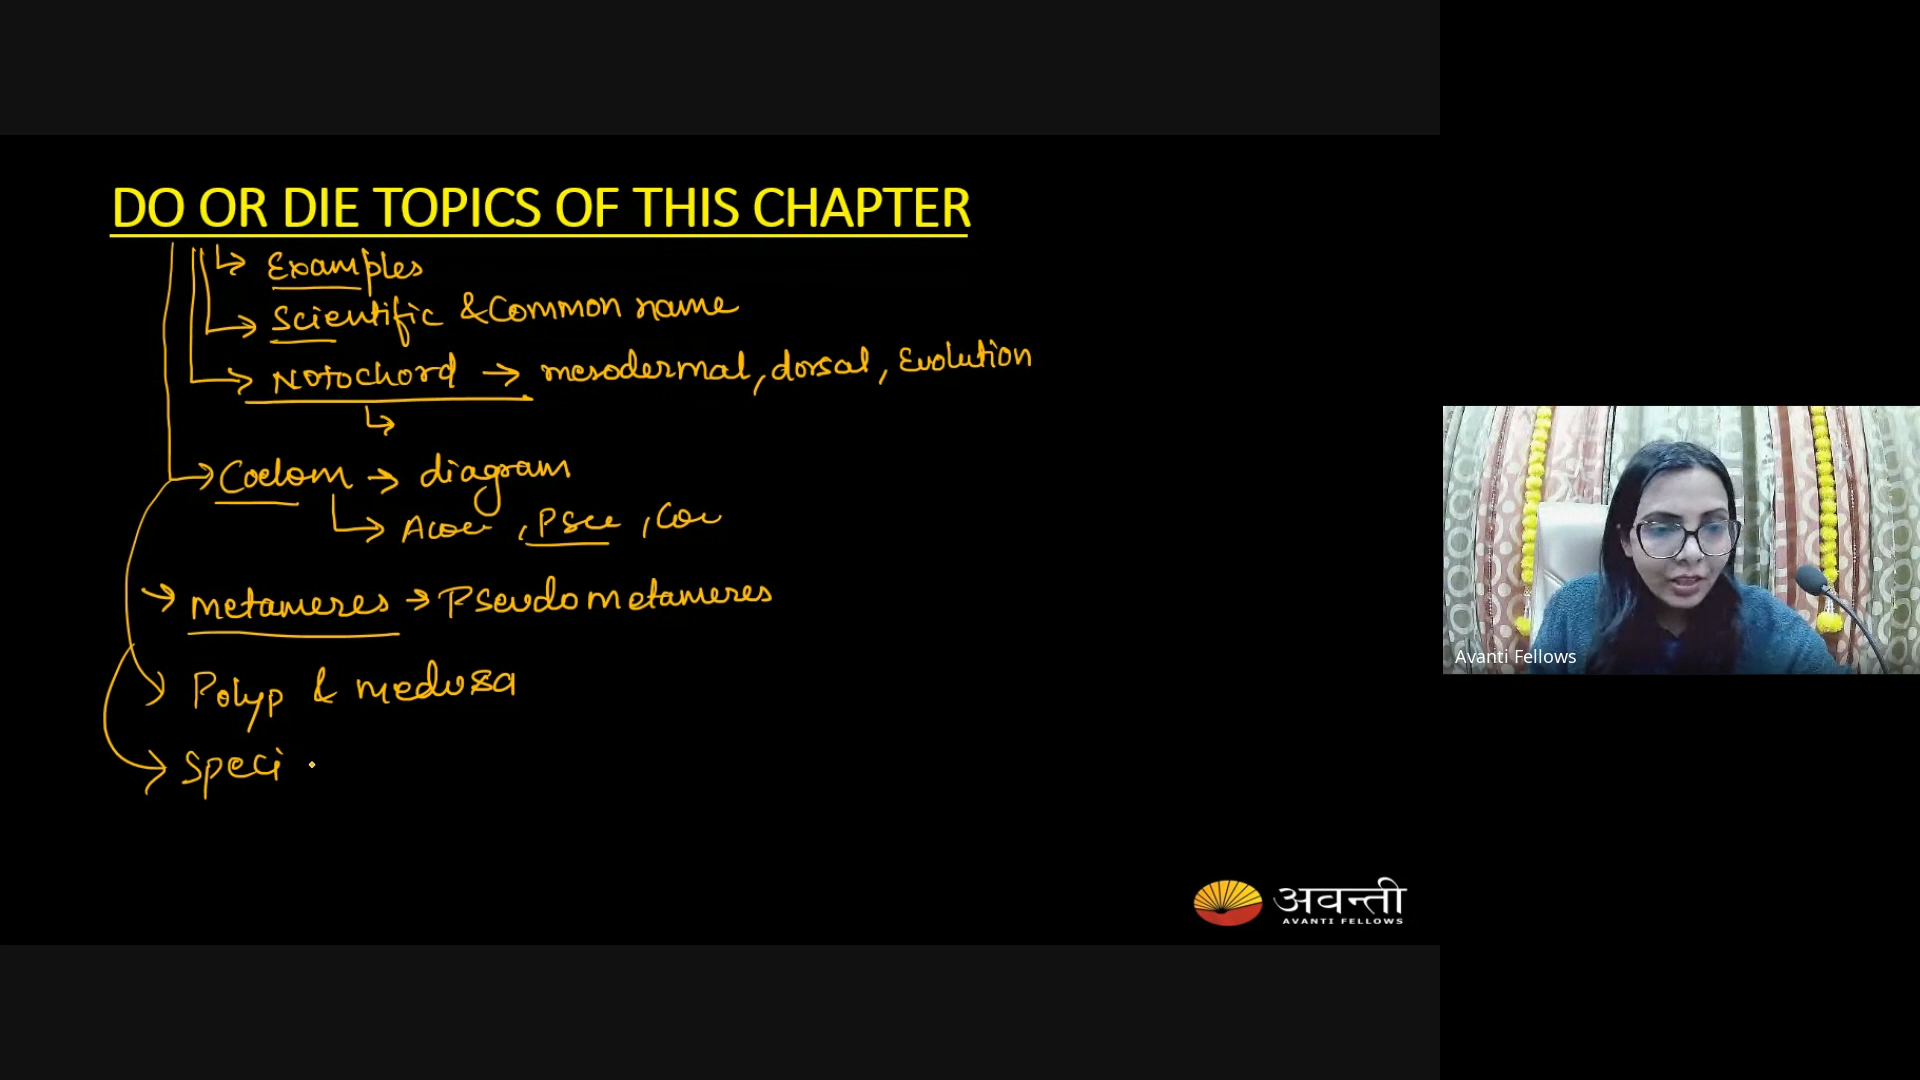 DO OR DIE TOPICS OF THIS CHAPTER
↳ Examples
→ Scientific & Common name
→ Notochord → mesodermal, dorsal, Evolution
↳
→ Coelom → diagram
↳ Acoe , Pseu , Coe
→ metameres → Pseudometameres
Polyp & medusa
→ Speci
Avanti Fellows
अवन्ती
AVANTI FELLOWS